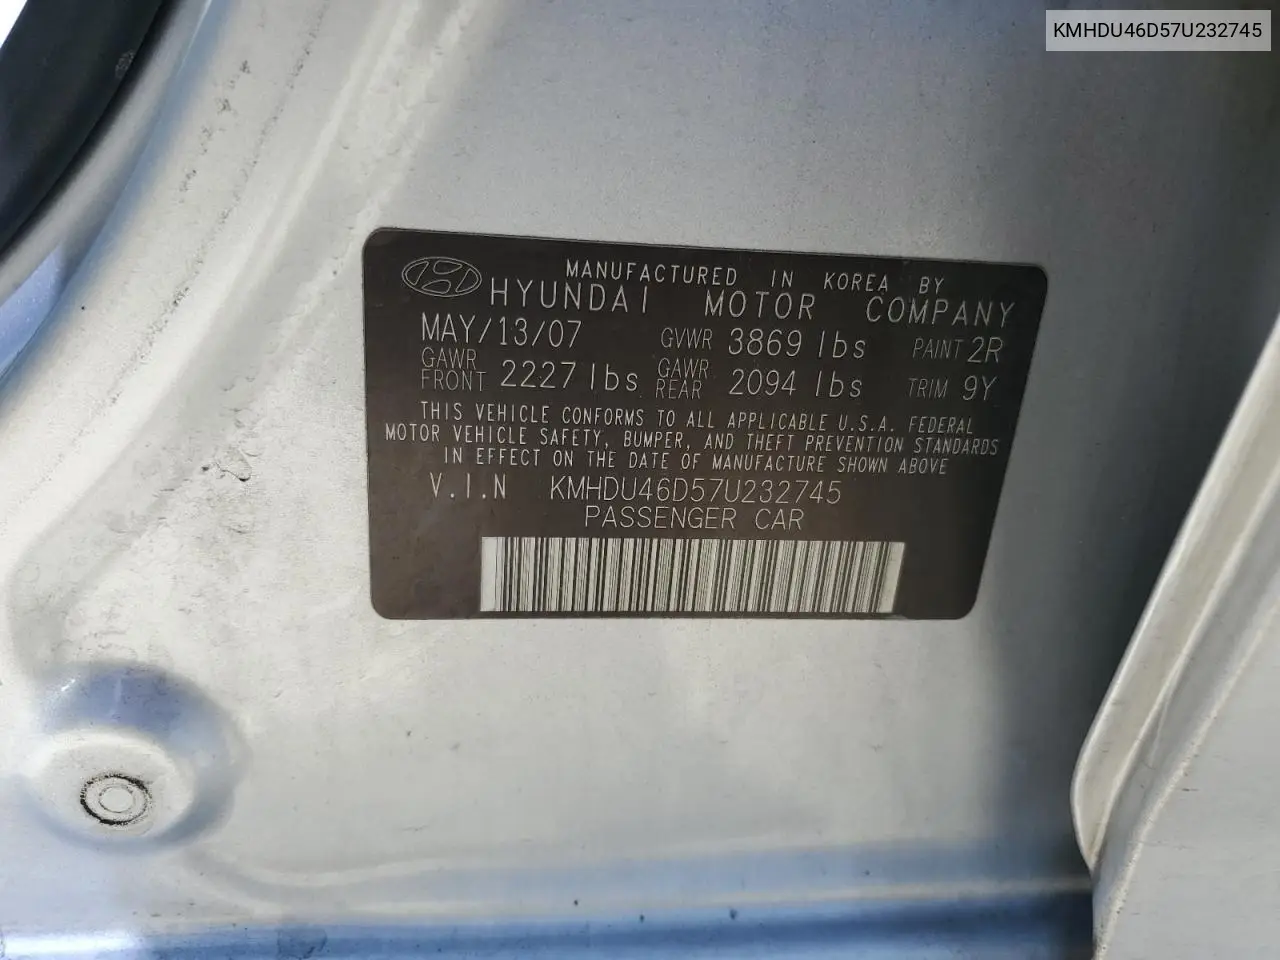 KMHDU46D57U232745
MANUFACTURED IN KOREA BY
HYUNDAI MOTOR COMPANY
MAY/13/07 GVWR 3869 lbs PAINT 2R
GAWR FRONT 2227 lbs GAWR REAR 2094 lbs TRIM 9Y
THIS VEHICLE CONFORMS TO ALL APPLICABLE U.S.A. FEDERAL
MOTOR VEHICLE SAFETY, BUMPER, AND THEFT PREVENTION STANDARDS
IN EFFECT ON THE DATE OF MANUFACTURE SHOWN ABOVE
V.I.N KMHDU46D57U232745
PASSENGER CAR